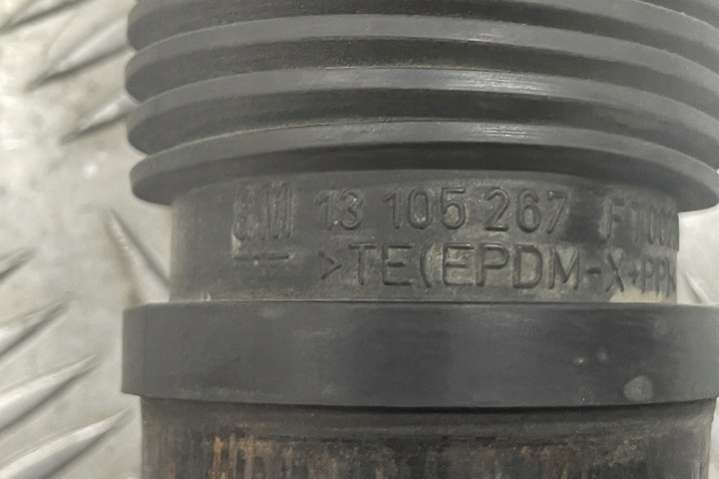 GM 13 105 267
>TE(EPDM-X+PP